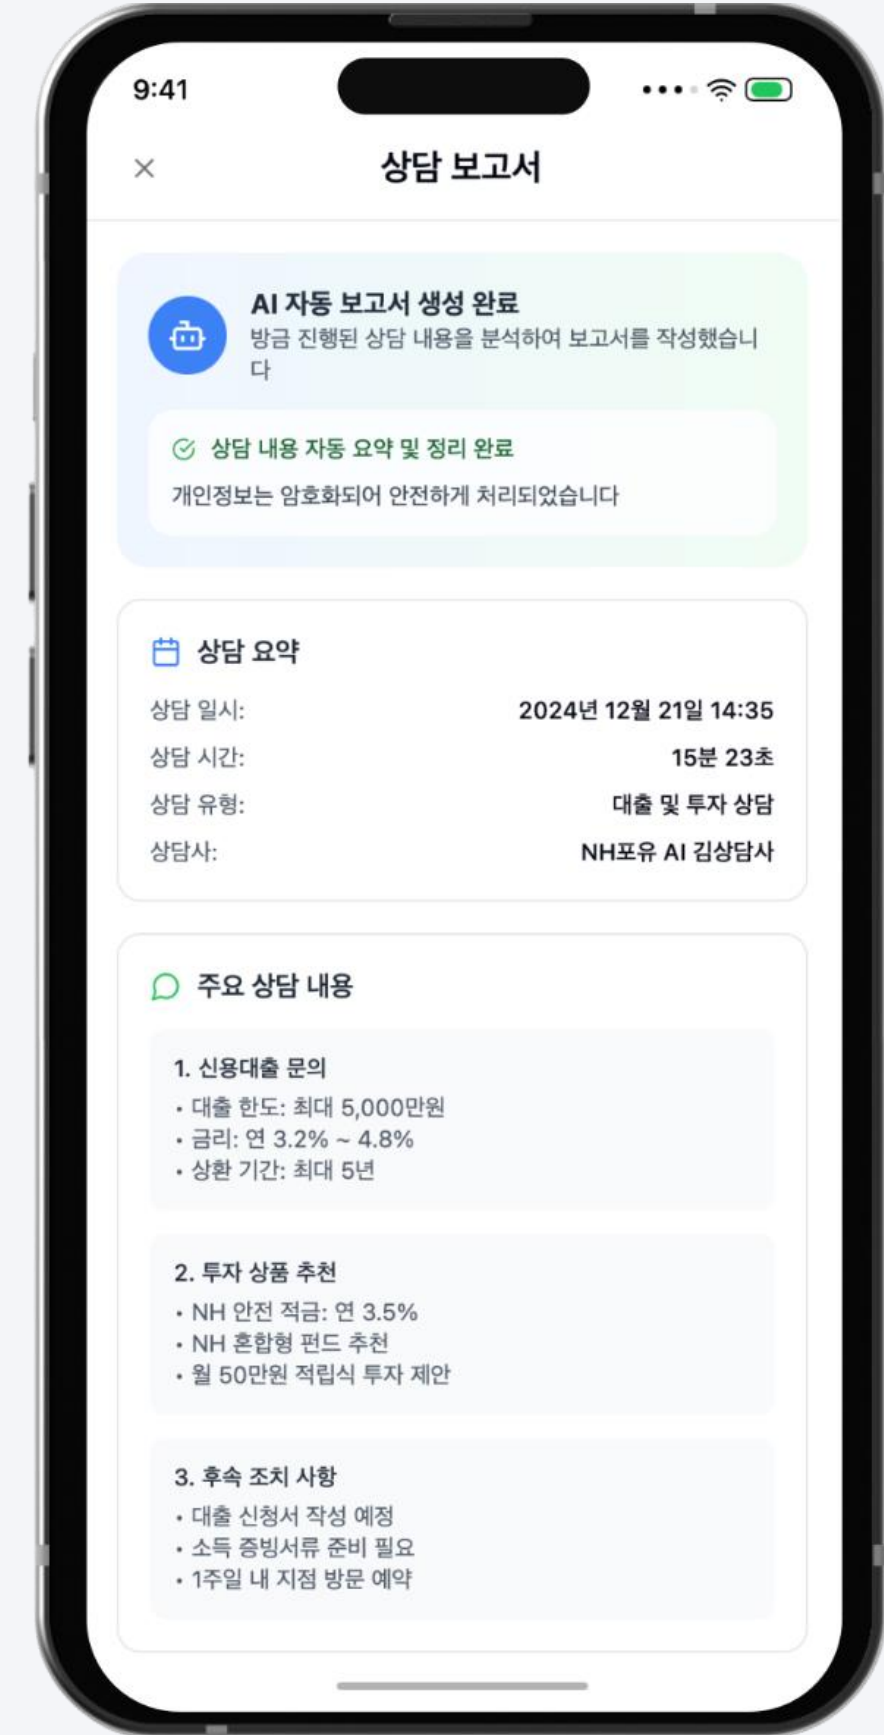 9:41
상담 보고서
AI 자동 보고서 생성 완료
방금 진행된 상담 내용을 분석하여 보고서를 작성했습니
다
상담 내용 자동 요약 및 정리 완료
개인정보는 암호화되어 안전하게 처리되었습니다
상담 요약
상담 일시: 2024년 12월 21일 14:35
상담 시간: 15분 23초
상담 유형: 대출 및 투자 상담
상담사: NH포유 AI 김상담사
주요 상담 내용
1. 신용대출 문의
• 대출 한도: 최대 5,000만원
• 금리: 연 3.2% ~ 4.8%
• 상환 기간: 최대 5년
2. 투자 상품 추천
• NH 안전 적금: 연 3.5%
• NH 혼합형 펀드 추천
• 월 50만원 적립식 투자 제안
3. 후속 조치 사항
• 대출 신청서 작성 예정
• 소득 증빙서류 준비 필요
• 1주일 내 지점 방문 예약